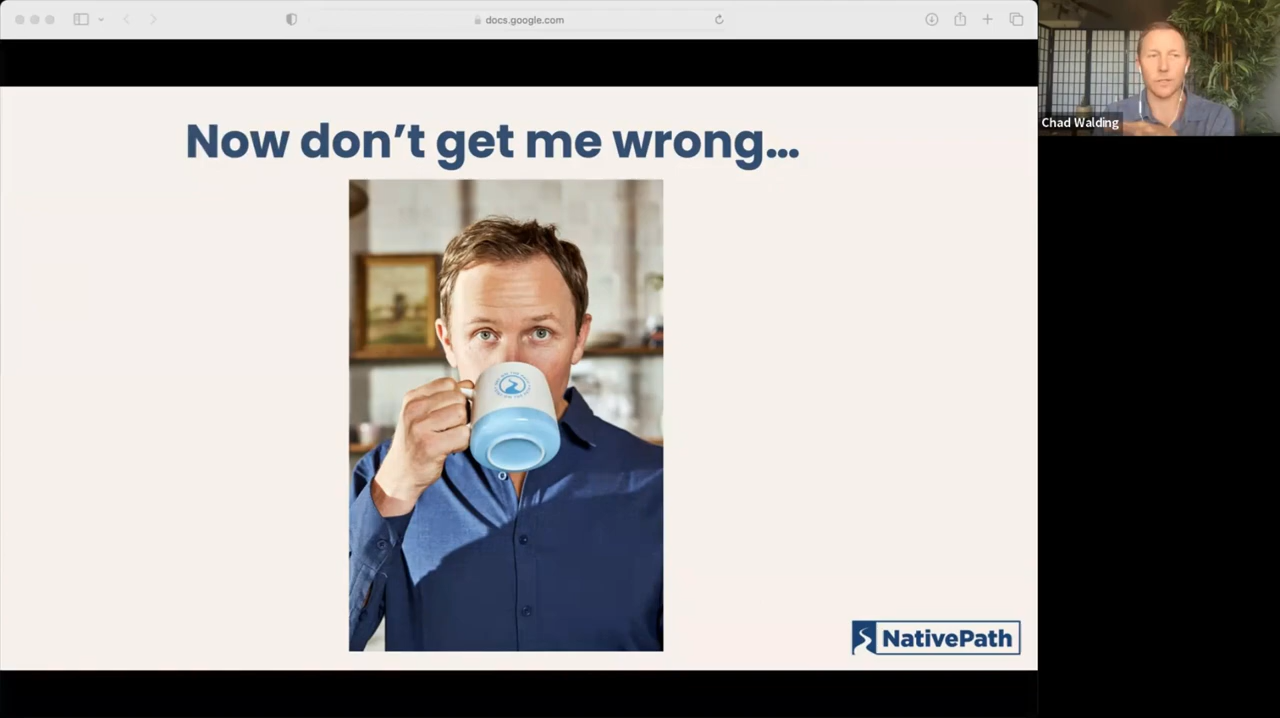 docs.google.com
Chad Walding
Now don't get me wrong...
NativePath